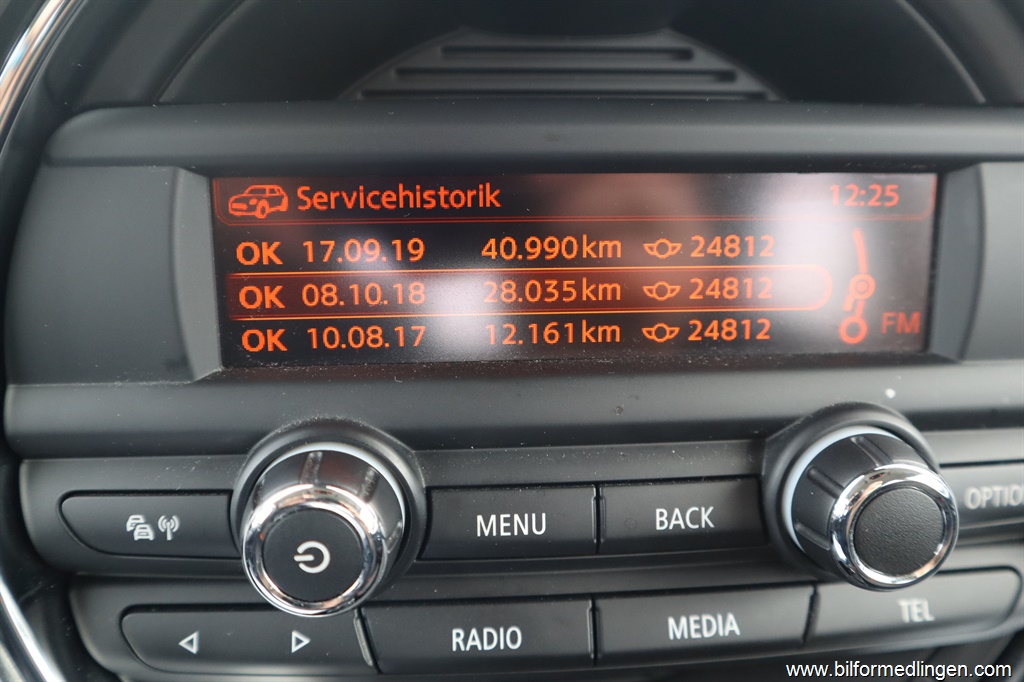 Servicehistorik 12:25
OK 17.09.19 40.990km 24812
OK 08.10.18 28.035km 24812
OK 10.08.17 12.161km 24812
FM
MENU BACK OPTIO
RADIO MEDIA TEL
www.bilformedlingen.com